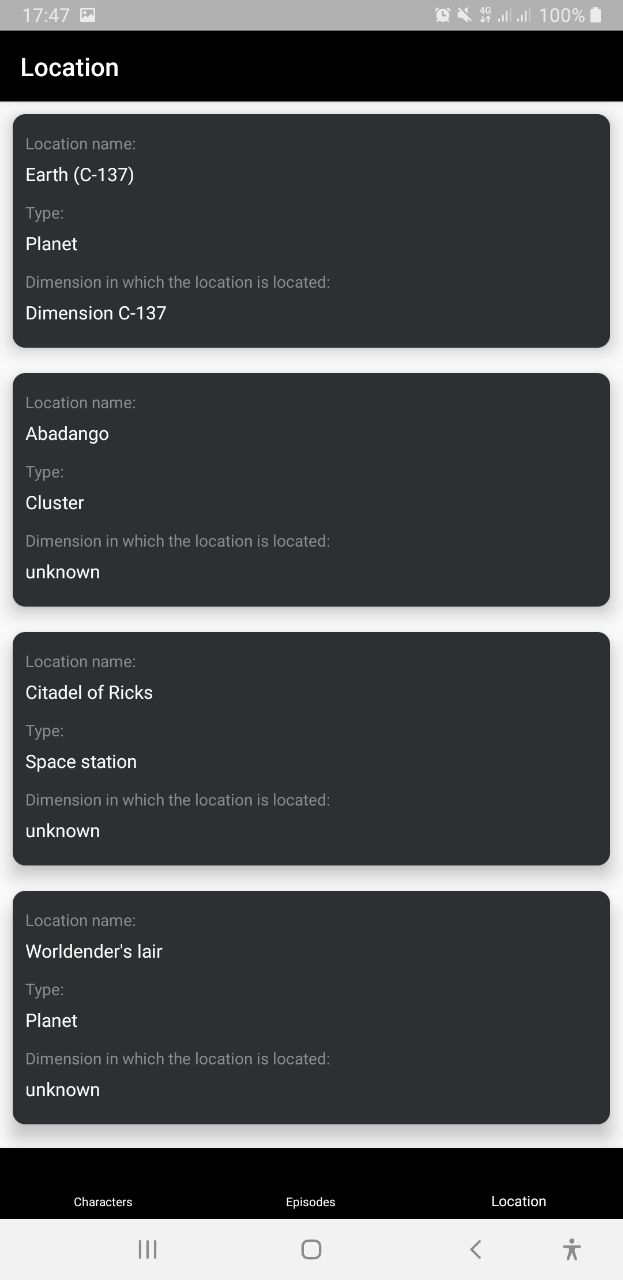 17:47 4G 100%
Location
Location name:
Earth (C-137)
Type:
Planet
Dimension in which the location is located:
Dimension C-137
Location name:
Abadango
Type:
Cluster
Dimension in which the location is located:
unknown
Location name:
Citadel of Ricks
Type:
Space station
Dimension in which the location is located:
unknown
Location name:
Worldender's lair
Type:
Planet
Dimension in which the location is located:
unknown
Characters Episodes Location